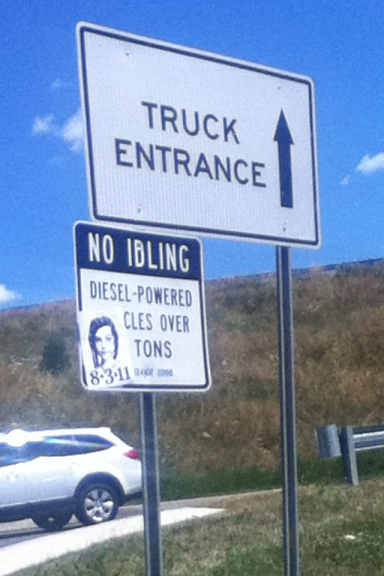 TRUCK
ENTRANCE
NO IBLING
DIESEL-POWERED
CLES OVER
TONS
8-3-11